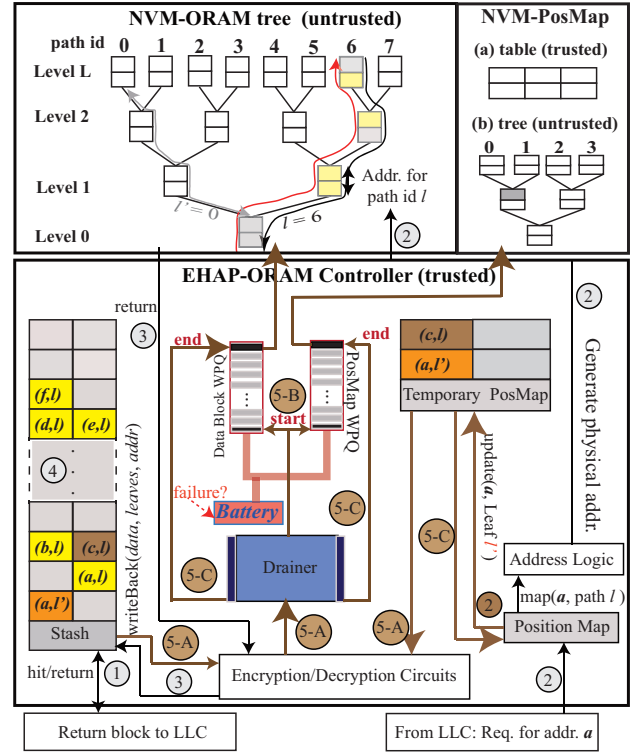 NVM-ORAM tree (untrusted)
path id 0 1 2 3 4 5 6 7
Level L
Level 2
Level 1
Level 0
l'= 0
l = 6
Addr. for
path id l
2
NVM-PosMap
(a) table (trusted)
(b) tree (untrusted)
0 1 2 3
EHAP-ORAM Controller (trusted)
return
3
2
Generate physical addr.
end
end
Data Block WPQ
PosMap WPQ
5-B
start
failure?
Battery
5-C
5-C
Drainer
5-A
(f,l)
(d,l) (e,l)
4
(b,l) (c,l)
(a,l)
(a,l')
Stash
writeBack(data, leaves, addr)
(c,l)
(a,l')
Temporary PosMap
update(a, Leaf l')
5-C
5-A
2
Address Logic
map(a, path l)
Position Map
2
5-A
3
Encryption/Decryption Circuits
hit/return
1
Return block to LLC
From LLC: Req. for addr. a